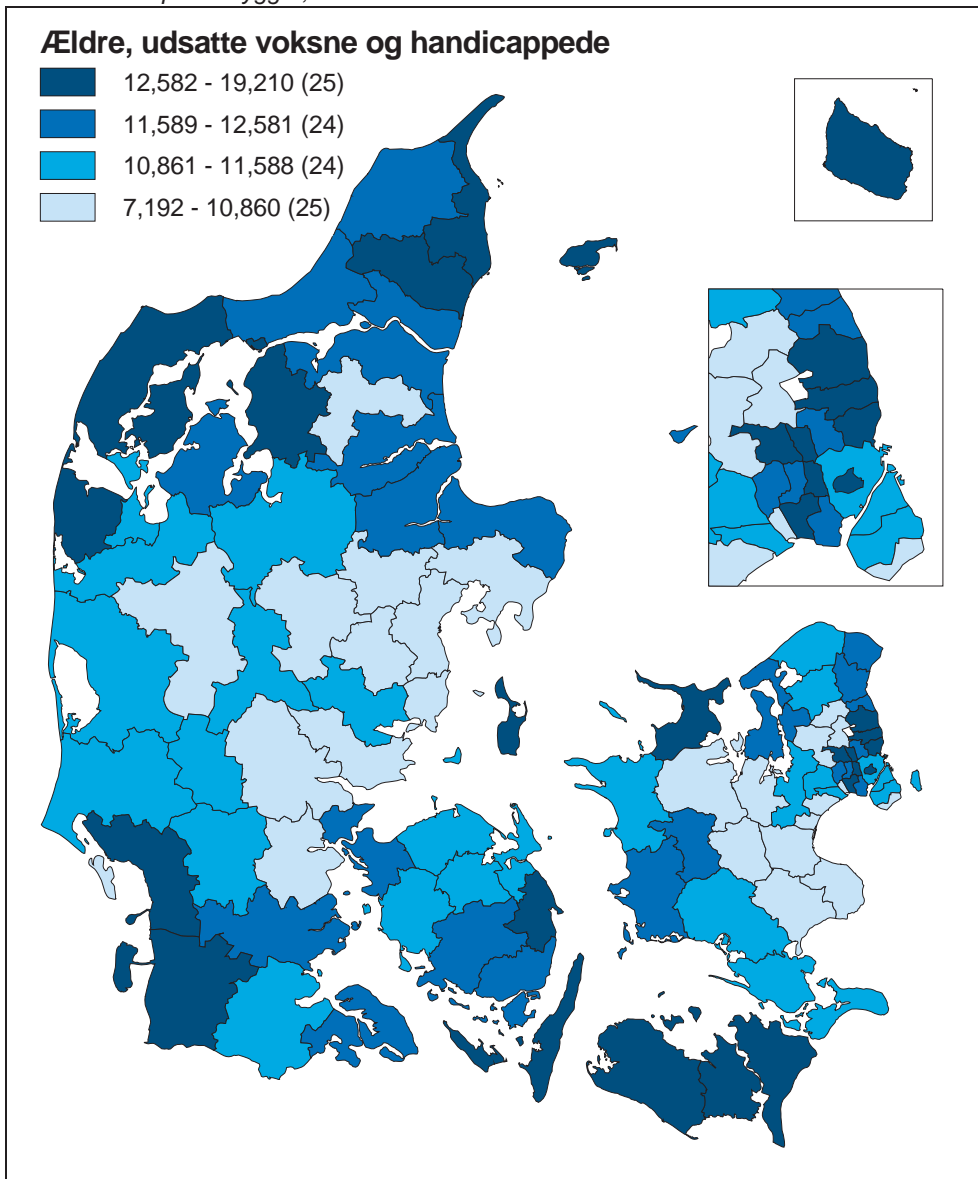 Ældre, udsatte voksne og handicappede
12,582 - 19,210 (25)
11,589 - 12,581 (24)
10,861 - 11,588 (24)
7,192 - 10,860 (25)